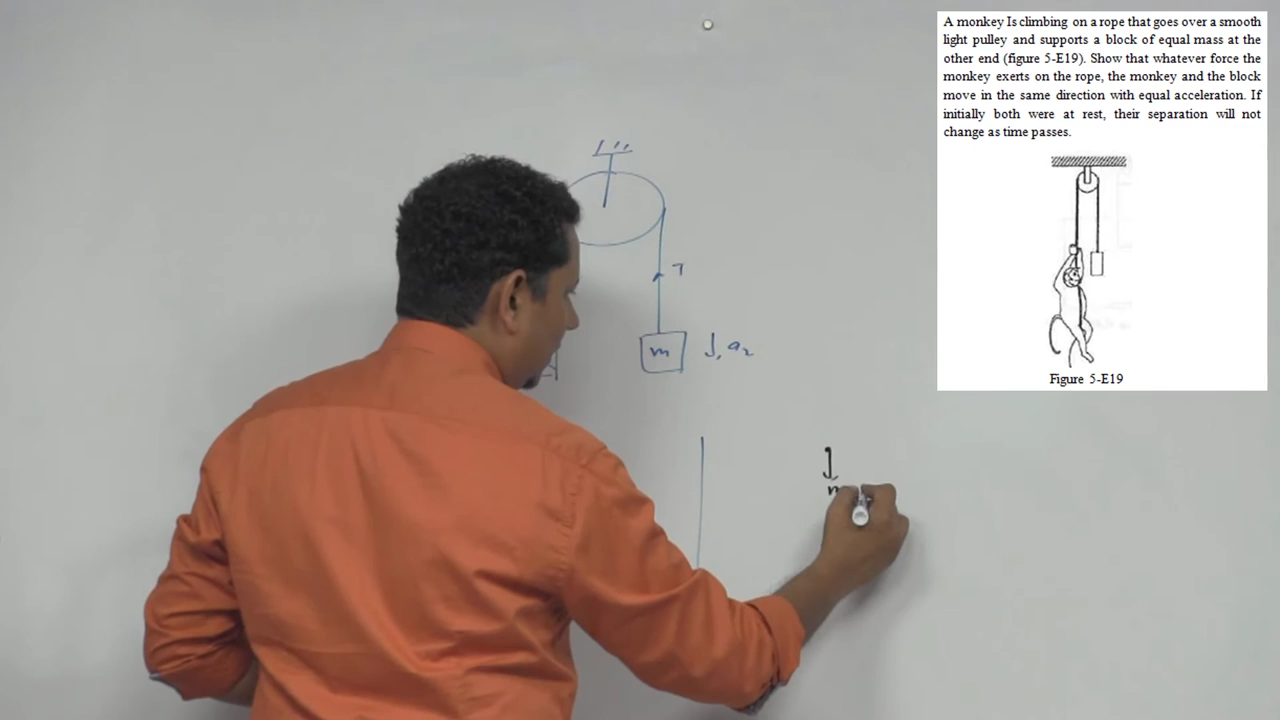 A monkey Is climbing on a rope that goes over a smooth
light pulley and supports a block of equal mass at the
other end (figure 5-E19). Show that whatever force the
monkey exerts on the rope, the monkey and the block
move in the same direction with equal acceleration. If
initially both were at rest, their separation will not
change as time passes.
T
m a₂
Figure 5-E19